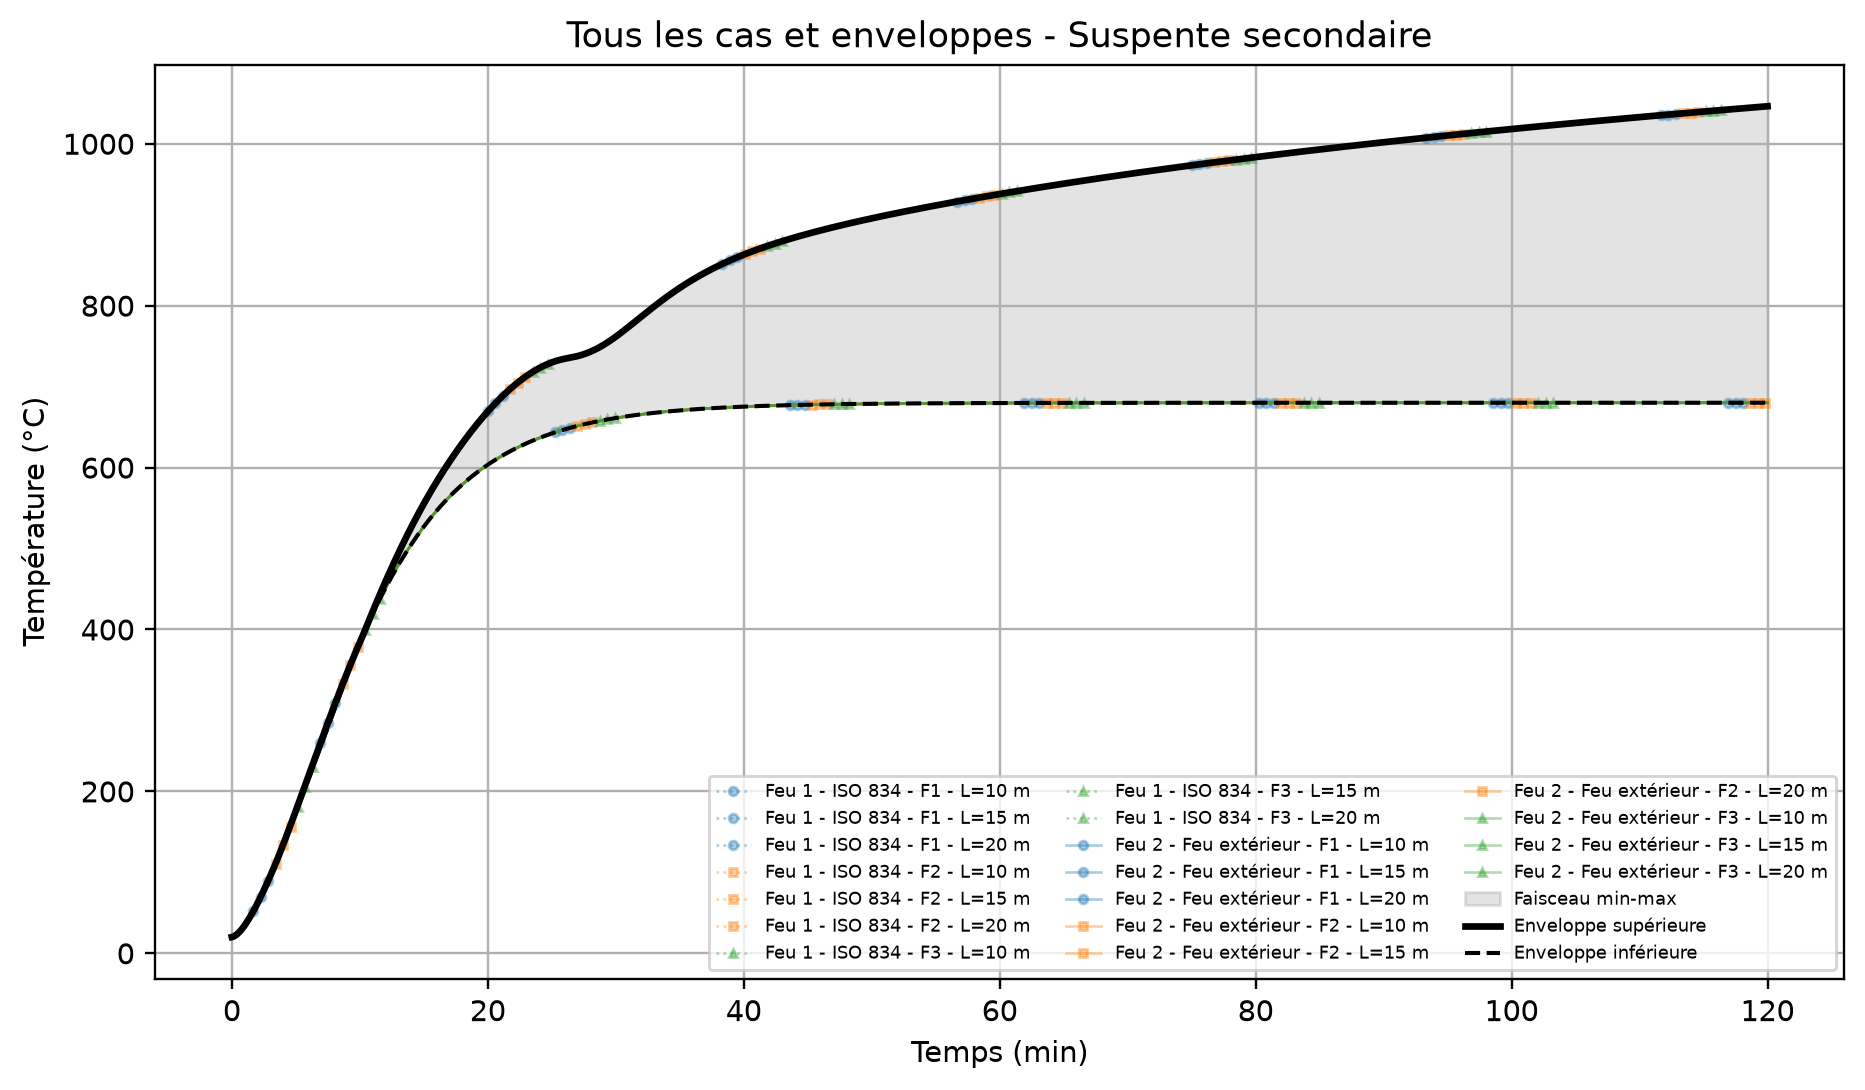 Tous les cas et enveloppes - Suspente secondaire
Température (°C)
1000
800
600
400
200
0
Feu 1 - ISO 834 - F1 - L=10 m
Feu 1 - ISO 834 - F1 - L=15 m
Feu 1 - ISO 834 - F1 - L=20 m
Feu 1 - ISO 834 - F2 - L=10 m
Feu 1 - ISO 834 - F2 - L=15 m
Feu 1 - ISO 834 - F2 - L=20 m
Feu 1 - ISO 834 - F3 - L=10 m
Feu 1 - ISO 834 - F3 - L=15 m
Feu 1 - ISO 834 - F3 - L=20 m
Feu 2 - Feu extérieur - F1 - L=10 m
Feu 2 - Feu extérieur - F1 - L=15 m
Feu 2 - Feu extérieur - F1 - L=20 m
Feu 2 - Feu extérieur - F2 - L=10 m
Feu 2 - Feu extérieur - F2 - L=15 m
Feu 2 - Feu extérieur - F2 - L=20 m
Feu 2 - Feu extérieur - F3 - L=10 m
Feu 2 - Feu extérieur - F3 - L=15 m
Feu 2 - Feu extérieur - F3 - L=20 m
Faisceau min-max
Enveloppe supérieure
Enveloppe inférieure
0 20 40 60 80 100 120
Temps (min)